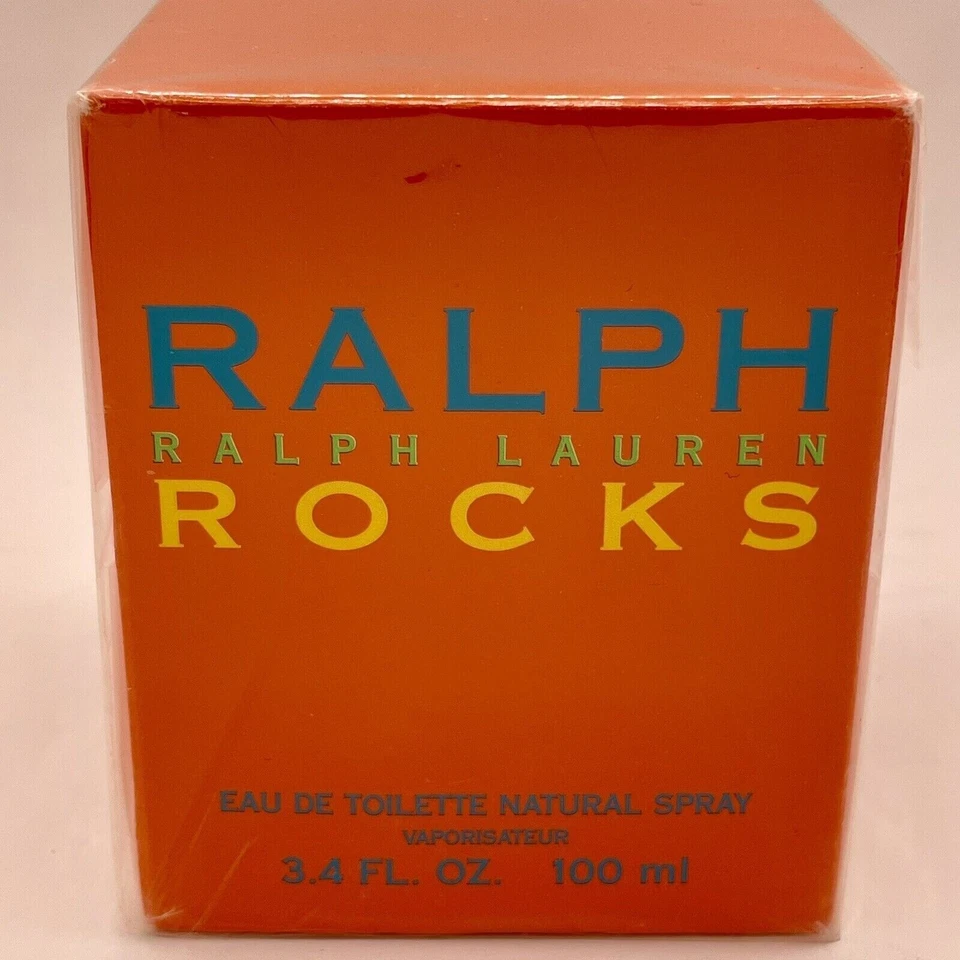 RALPH
RALPH LAUREN
ROCKS
EAU DE TOILETTE NATURAL SPRAY
VAPORISATEUR
3.4 FL. OZ. 100 ml